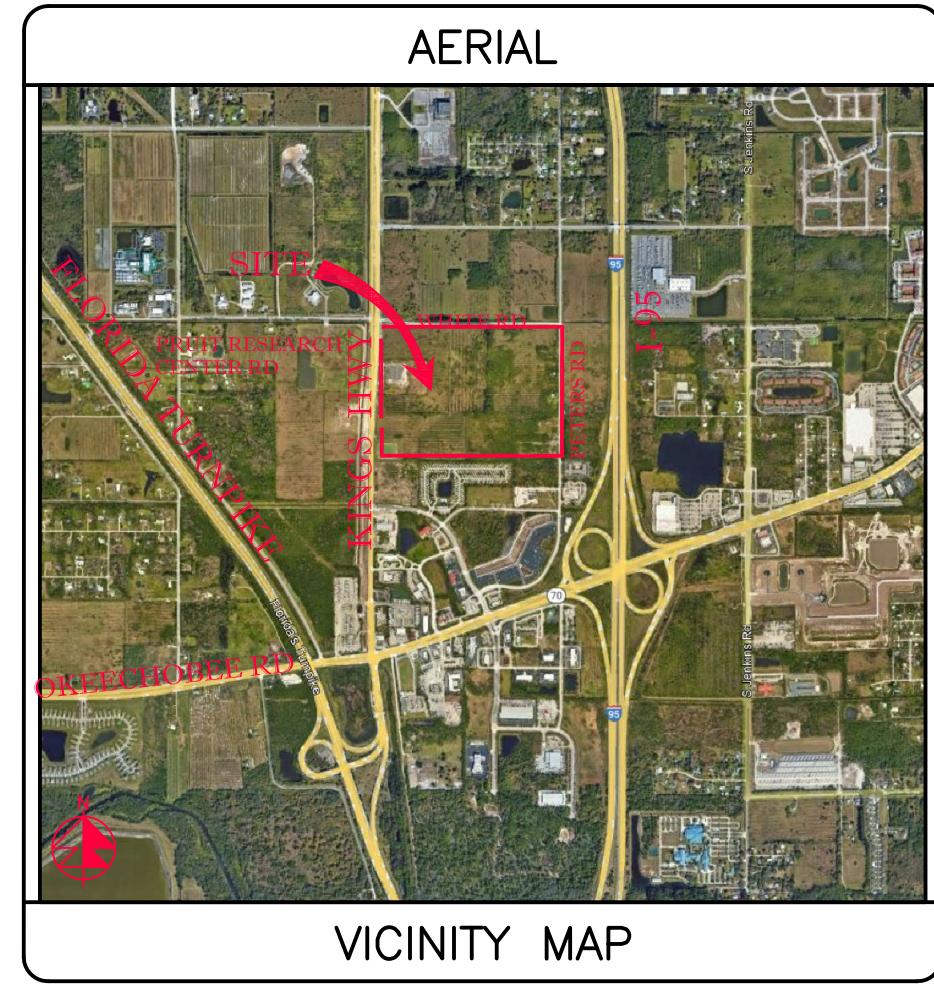 AERIAL
S Jenkins Rd
SITE
95
I-95
FLORIDA TURNPIKE
WHITE RD
PRUIT RESEARCH
CENTER RD
KINGS HWY
PETERS RD
70
Florida's Turnpike
OKEECHOBEE RD
S Jenkins Rd
95
N
VICINITY MAP